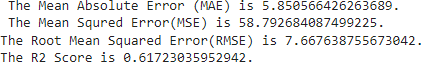 The Mean Absolute Error (MAE) is 5.850566426263689.
The Mean Squred Error(MSE) is 58.792684087499225.
The Root Mean Squared Error(RMSE) is 7.667638755673042.
The R2 Score is 0.61723035952942.